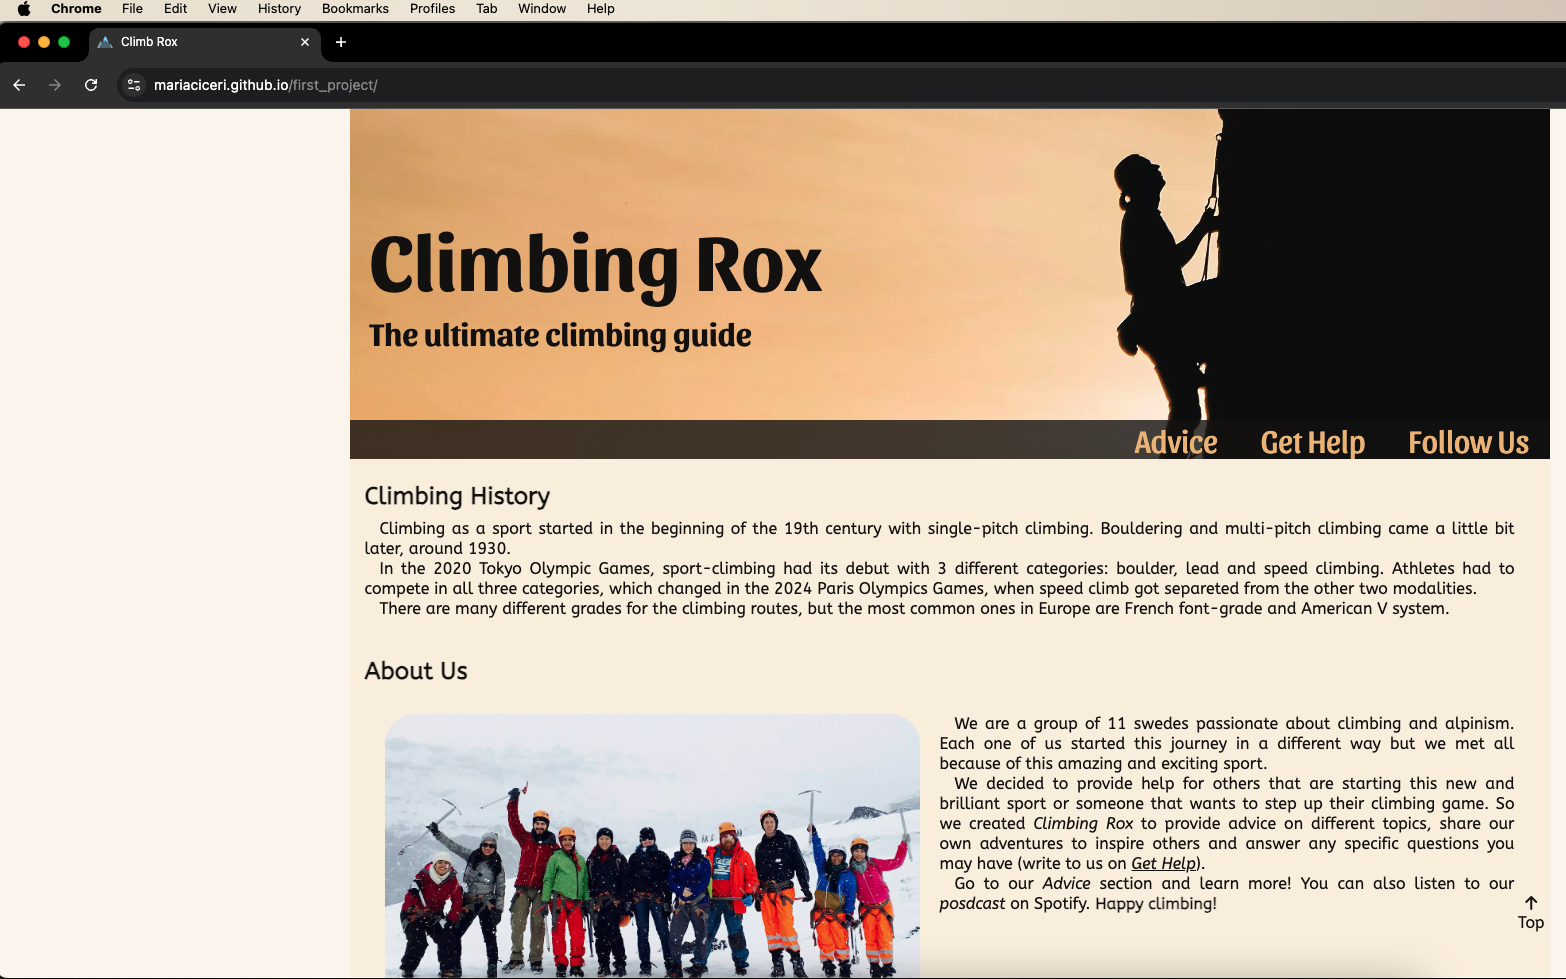 Chrome File Edit View History Bookmarks Profiles Tab Window Help
Climb Rox
mariaciceri.github.io/first_project/
Climbing Rox
The ultimate climbing guide
Advice Get Help Follow Us
Climbing History
Climbing as a sport started in the beginning of the 19th century with single-pitch climbing. Bouldering and multi-pitch climbing came a little bit
later, around 1930.
In the 2020 Tokyo Olympic Games, sport-climbing had its debut with 3 different categories: boulder, lead and speed climbing. Athletes had to
compete in all three categories, which changed in the 2024 Paris Olympics Games, when speed climb got separeted from the other two modalities.
There are many different grades for the climbing routes, but the most common ones in Europe are French font-grade and American V system.
About Us
We are a group of 11 swedes passionate about climbing and alpinism.
Each one of us started this journey in a different way but we met all
because of this amazing and exciting sport.
We decided to provide help for others that are starting this new and
brilliant sport or someone that wants to step up their climbing game. So
we created Climbing Rox to provide advice on different topics, share our
own adventures to inspire others and answer any specific questions you
may have (write to us on Get Help).
Go to our Advice section and learn more! You can also listen to our
posdcast on Spotify. Happy climbing!
Top